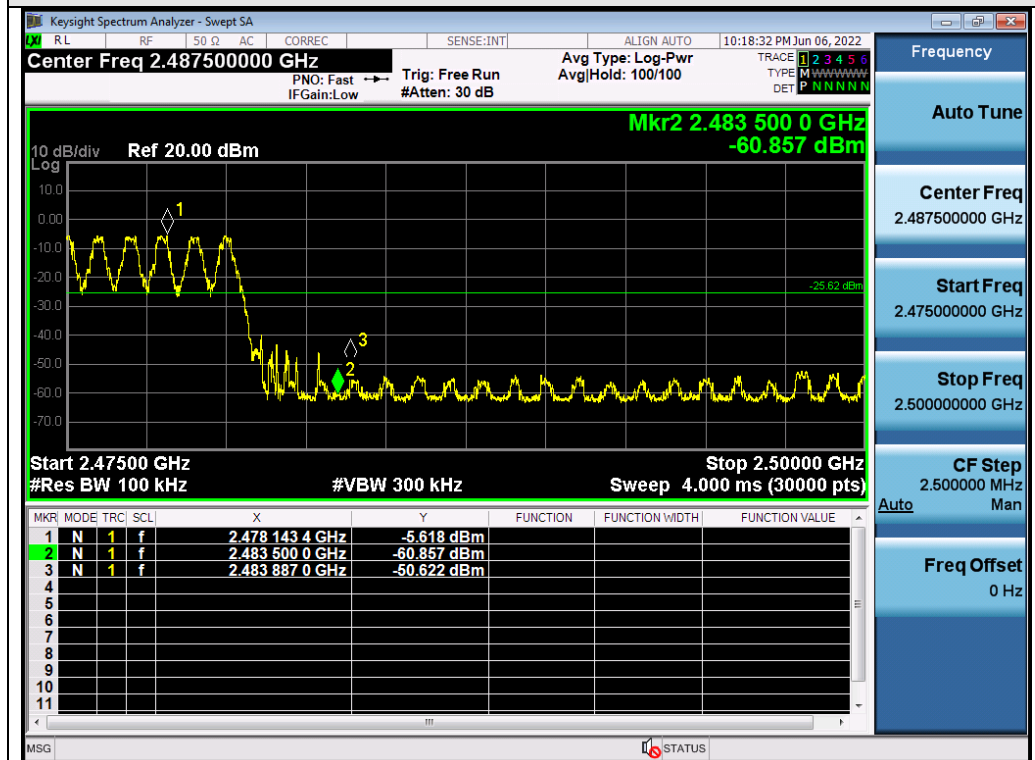 Keysight Spectrum Analyzer - Swept SA
LXI RL RF 50 Ω AC CORREC SENSE:INT ALIGN AUTO 10:18:32 PM Jun 06, 2022
Center Freq 2.487500000 GHz
PNO: Fast
IFGain:Low
Trig: Free Run
#Atten: 30 dB
Avg Type: Log-Pwr
Avg|Hold: 100/100
TRACE 1 2 3 4 5 6
TYPE M WWWWW
DET P N N N N N
Mkr2 2.483 500 0 GHz
-60.857 dBm
10 dB/div Ref 20.00 dBm
Log
10.0
0.00
-10.0
-20.0
-30.0
-40.0
-50.0
-60.0
-70.0
1
2
3
-25.62 dBm
Start 2.47500 GHz Stop 2.50000 GHz
#Res BW 100 kHz #VBW 300 kHz Sweep 4.000 ms (30000 pts)
MKR MODE TRC SCL X Y FUNCTION FUNCTION WIDTH FUNCTION VALUE
1 N 1 f 2.478 143 4 GHz -5.618 dBm
2 N 1 f 2.483 500 0 GHz -60.857 dBm
3 N 1 f 2.483 887 0 GHz -50.622 dBm
4
5
6
7
8
9
10
11
MSG STATUS
Frequency
Auto Tune
Center Freq
2.487500000 GHz
Start Freq
2.475000000 GHz
Stop Freq
2.500000000 GHz
CF Step
2.500000 MHz
Auto Man
Freq Offset
0 Hz